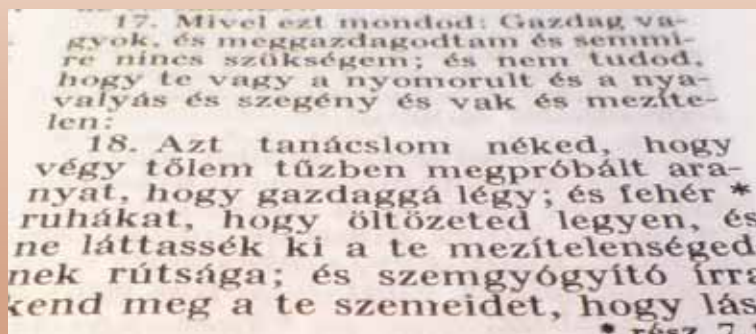 17. Mivel ezt mondod: Gazdag va-
gyok, és meggazdagodtam és semmi-
re nincs szükségem; és nem tudod,
hogy te vagy a nyomorult és a nya-
valyás és szegény és vak és mezíte-
len:
18. Azt tanácslom néked, hogy
végy tőlem tűzben megpróbált ara-
nyat, hogy gazdaggá légy; és fehér *
ruhákat, hogy öltözeted legyen, és
ne láttassék ki a te mezítelenséged
nek rútsága; és szemgyógyító írra
kend meg a te szemeidet, hogy lás
* rész 7